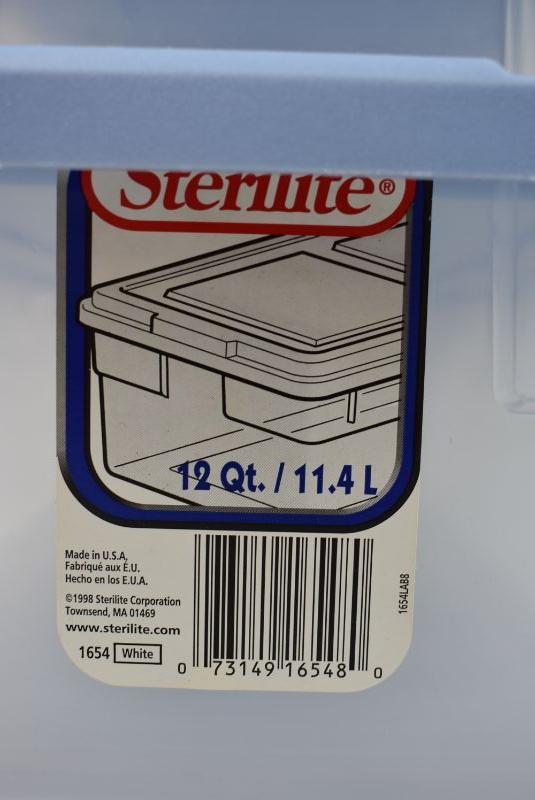 Sterilite®
12 Qt. / 11.4 L
Made in U.S.A,
Fabriqué aux É.U.
Hecho en los E.U.A.
©1998 Sterilite Corporation
Townsend, MA 01469
www.sterilite.com
1654 White
0 73149 16548 0
1654LAB8